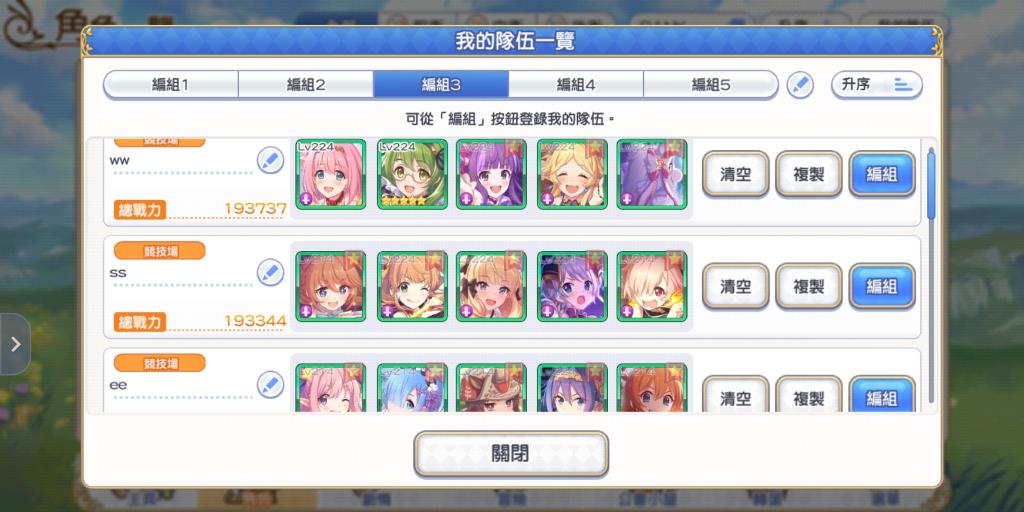 我的隊伍一覽
編組1
編組2
編組3
編組4
編組5
升序
可從「編組」按鈕登錄我的隊伍。
競技場
ww
總戰力
193737
Lv224
Lv224
清空
複製
編組
競技場
ss
總戰力
193344
清空
複製
編組
競技場
ee
清空
複製
編組
關閉